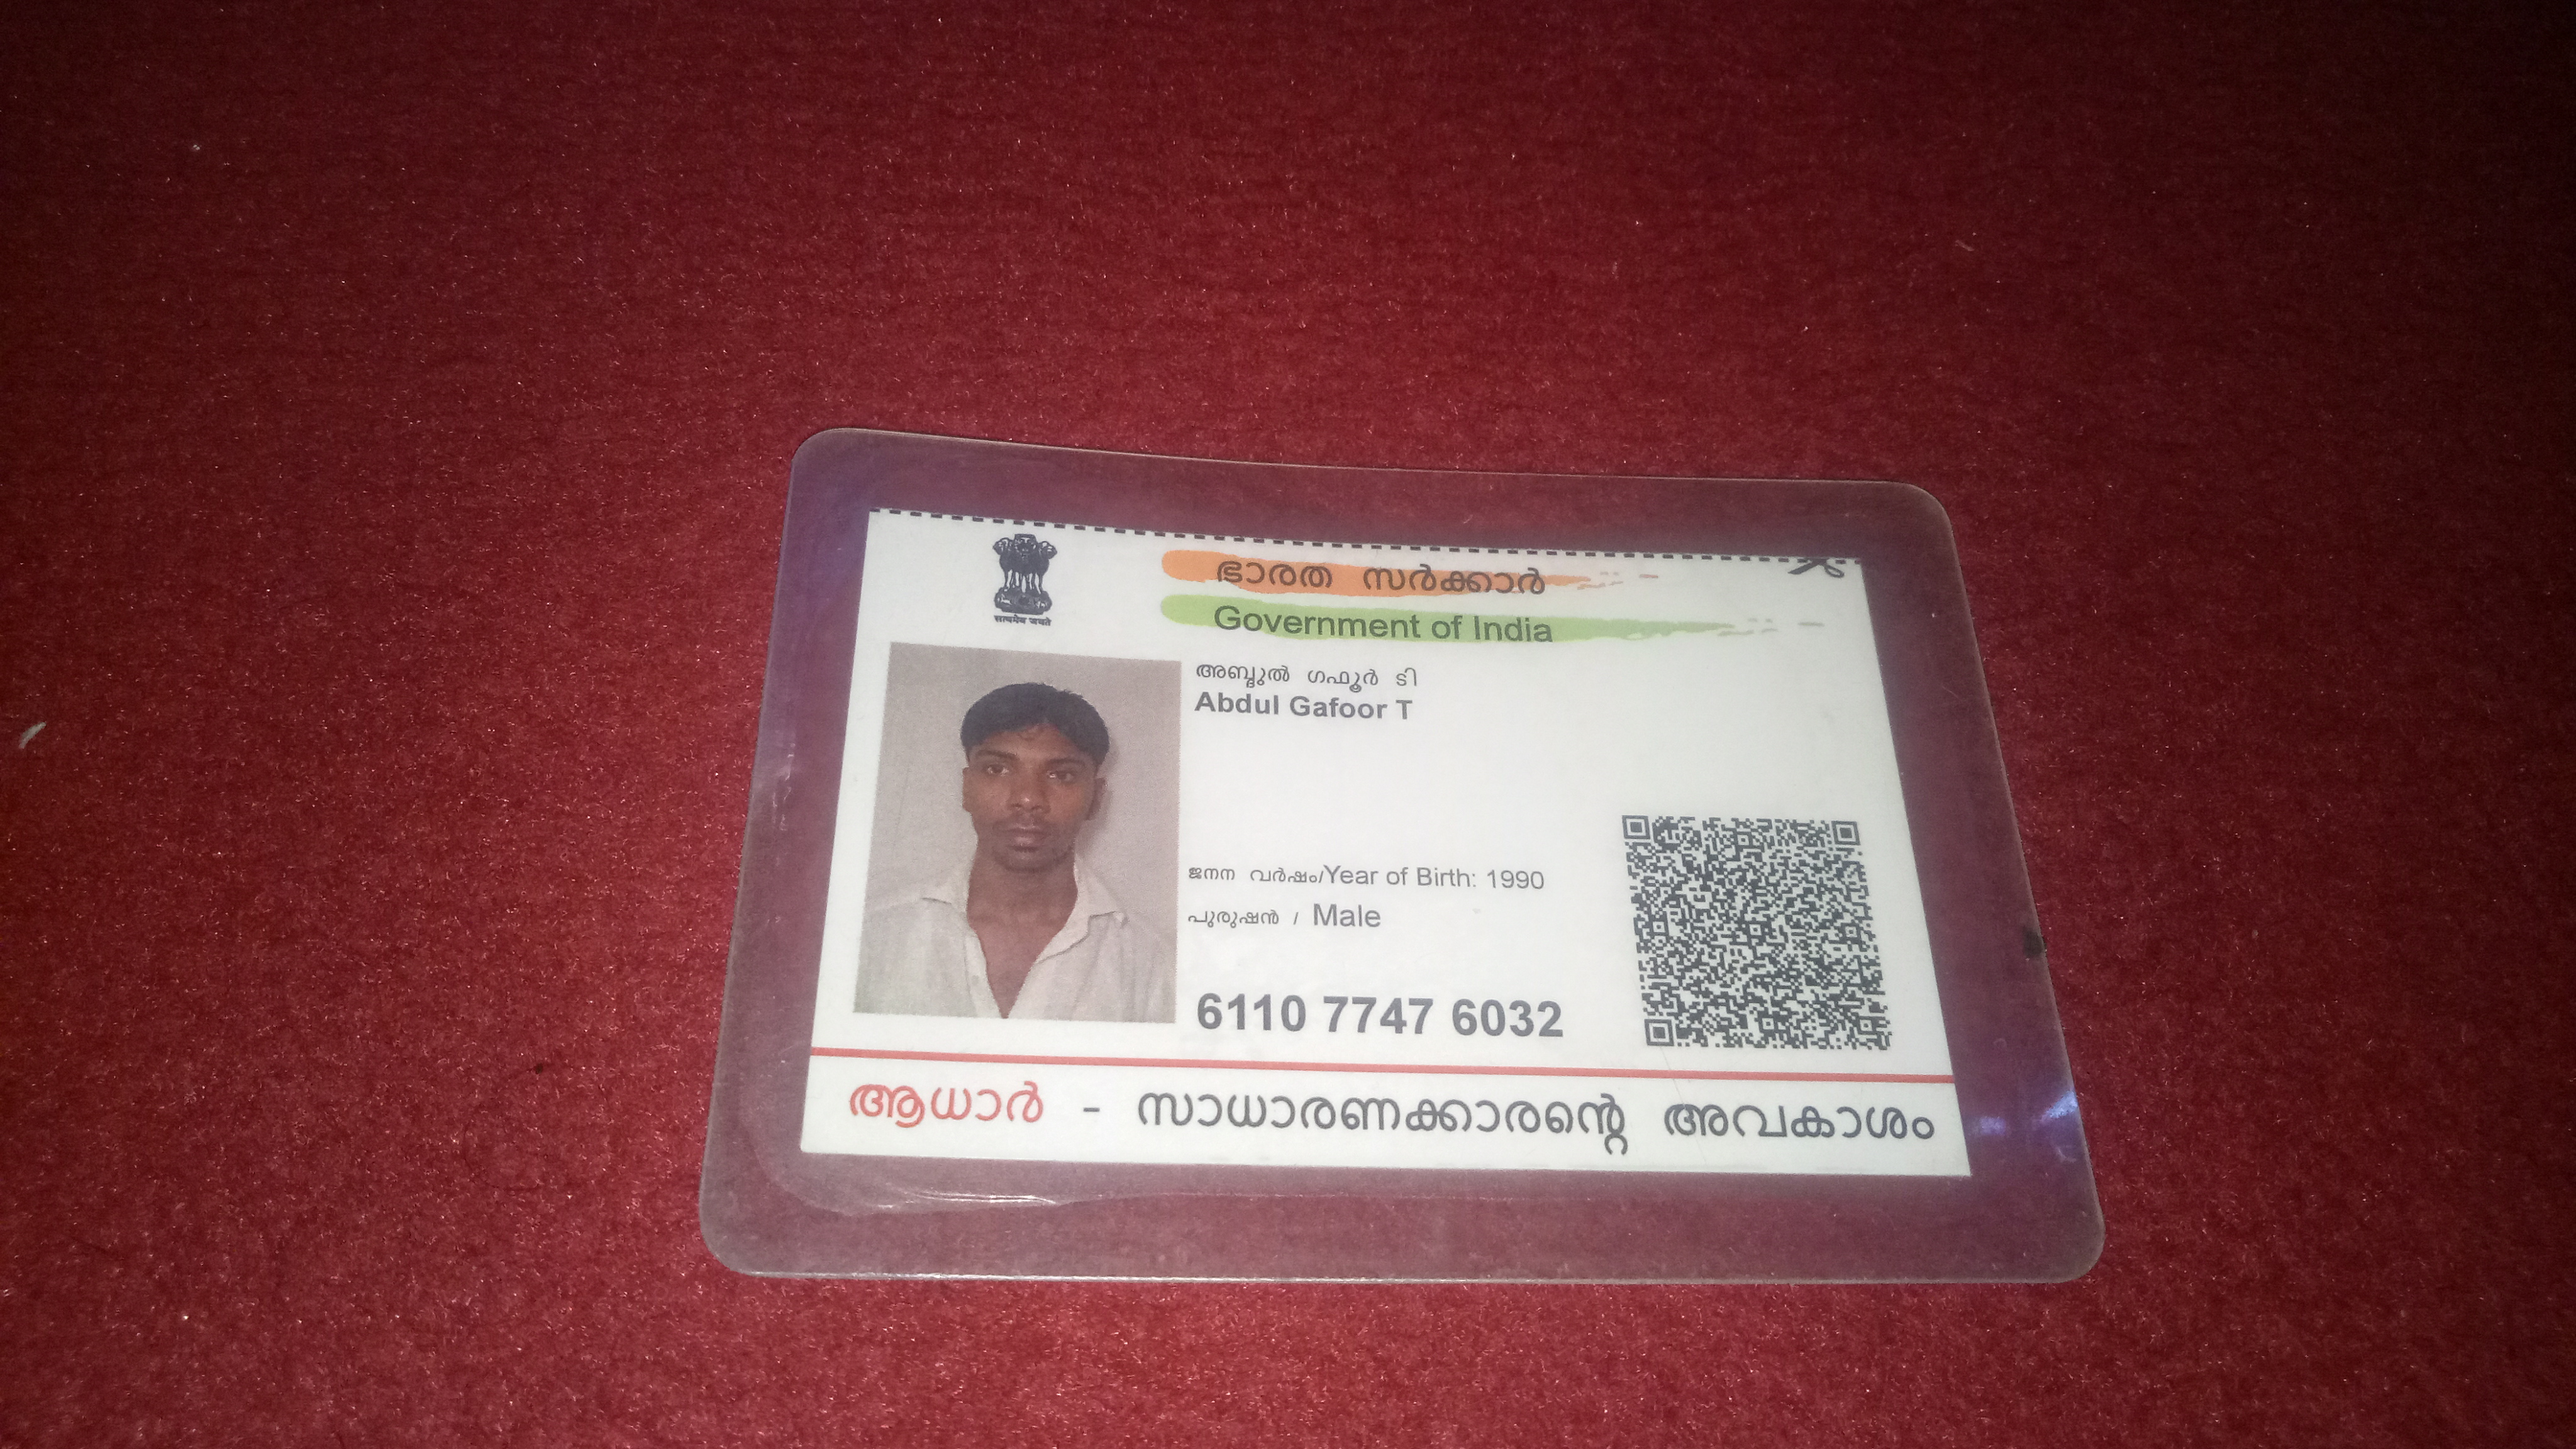 ഭാരത സർക്കാർ
Government of India
सत्यमेव जयते
അബ്ദുൽ ഗഫൂർ ടി
Abdul Gafoor T
ജനന വർഷം/Year of Birth: 1990
പുരുഷൻ / Male
6110 7747 6032
ആധാർ - സാധാരണക്കാരന്റെ അവകാശം